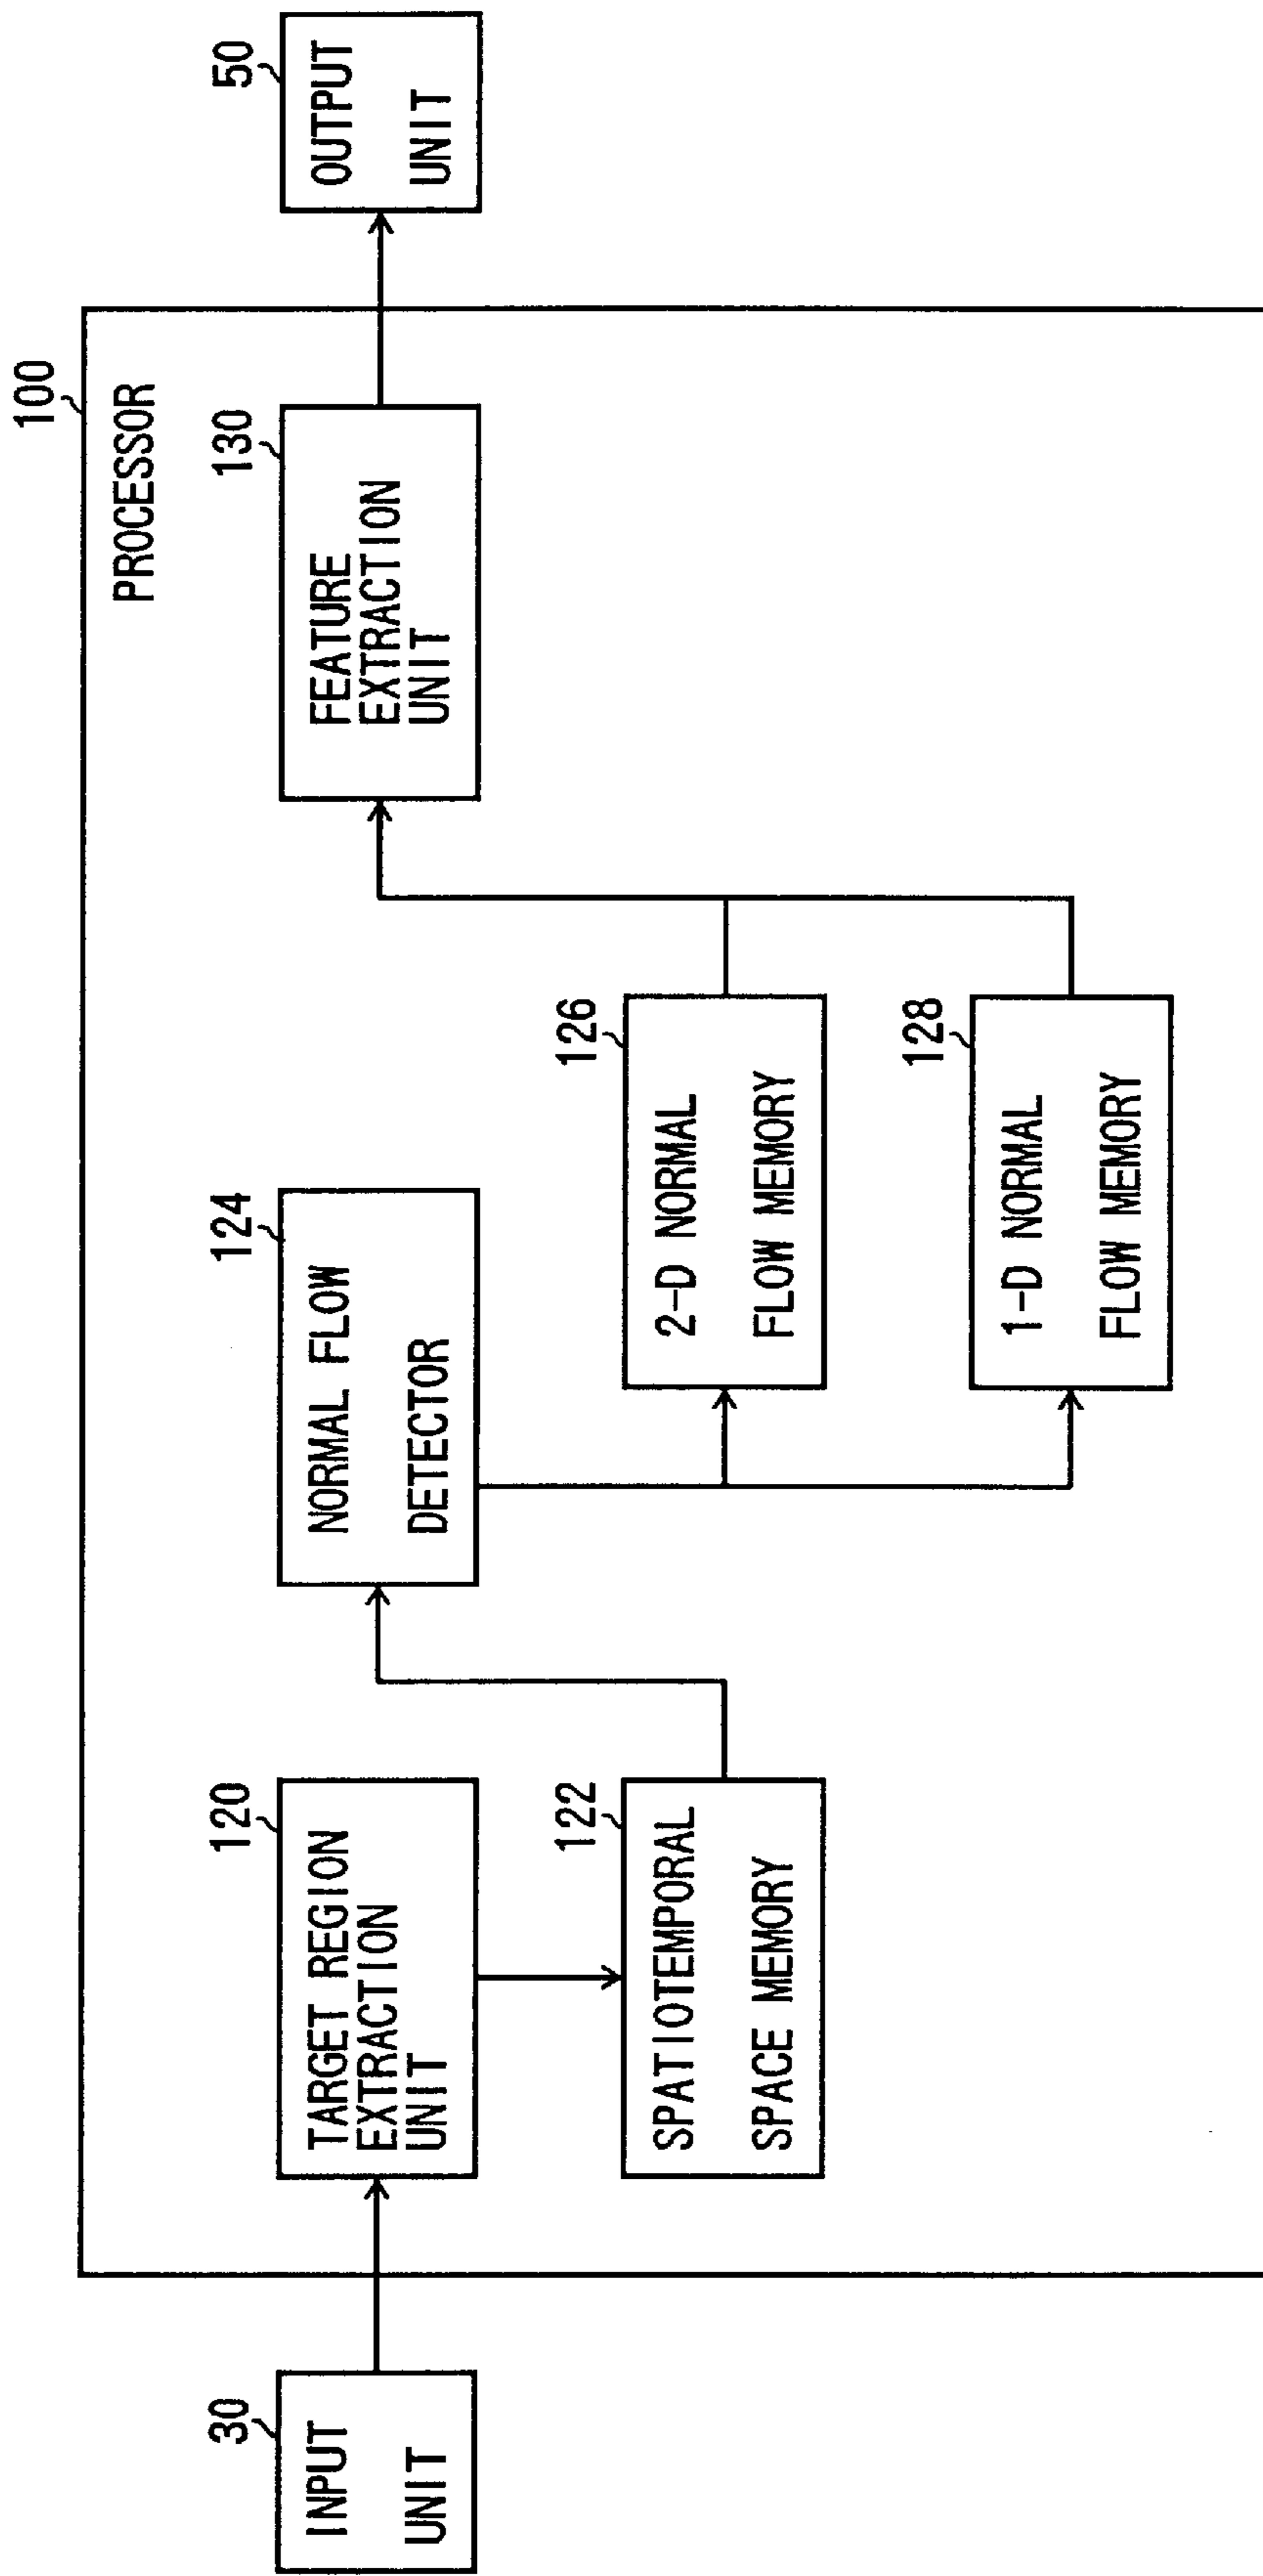 100
PROCESSOR
30
INPUT
UNIT
120
TARGET REGION
EXTRACTION
UNIT
122
SPATIOTEMPORAL
SPACE MEMORY
124
NORMAL FLOW
DETECTOR
126
2-D NORMAL
FLOW MEMORY
128
1-D NORMAL
FLOW MEMORY
130
FEATURE
EXTRACTION
UNIT
50
OUTPUT
UNIT